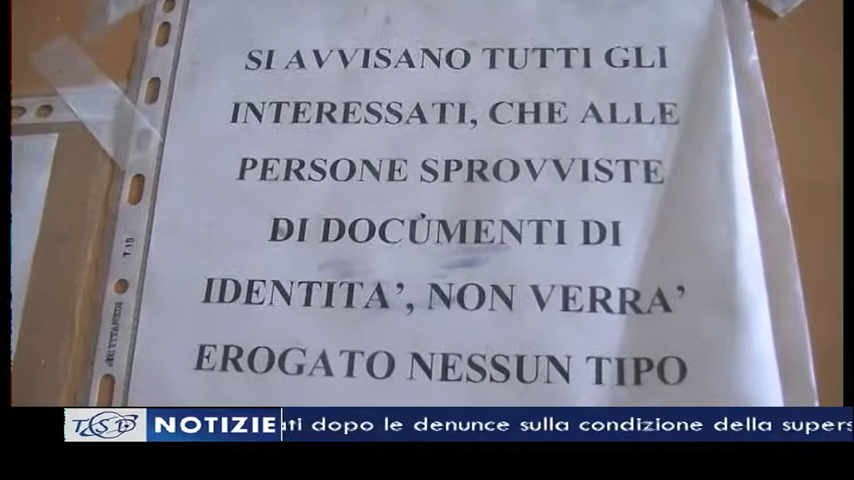 SI AVVISANO TUTTI GLI
INTERESSATI, CHE ALLE
PERSONE SPROVVISTE
DI DOCUMENTI DI
IDENTITA', NON VERRA'
EROGATO NESSUN TIPO
NOTIZIE
dopo le denunce sulla condizione della